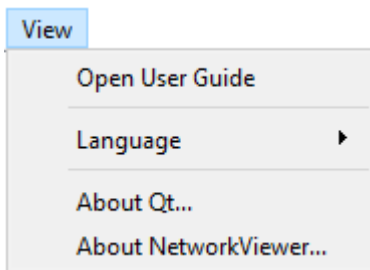 View
Open User Guide
Language
About Qt...
About NetworkViewer...